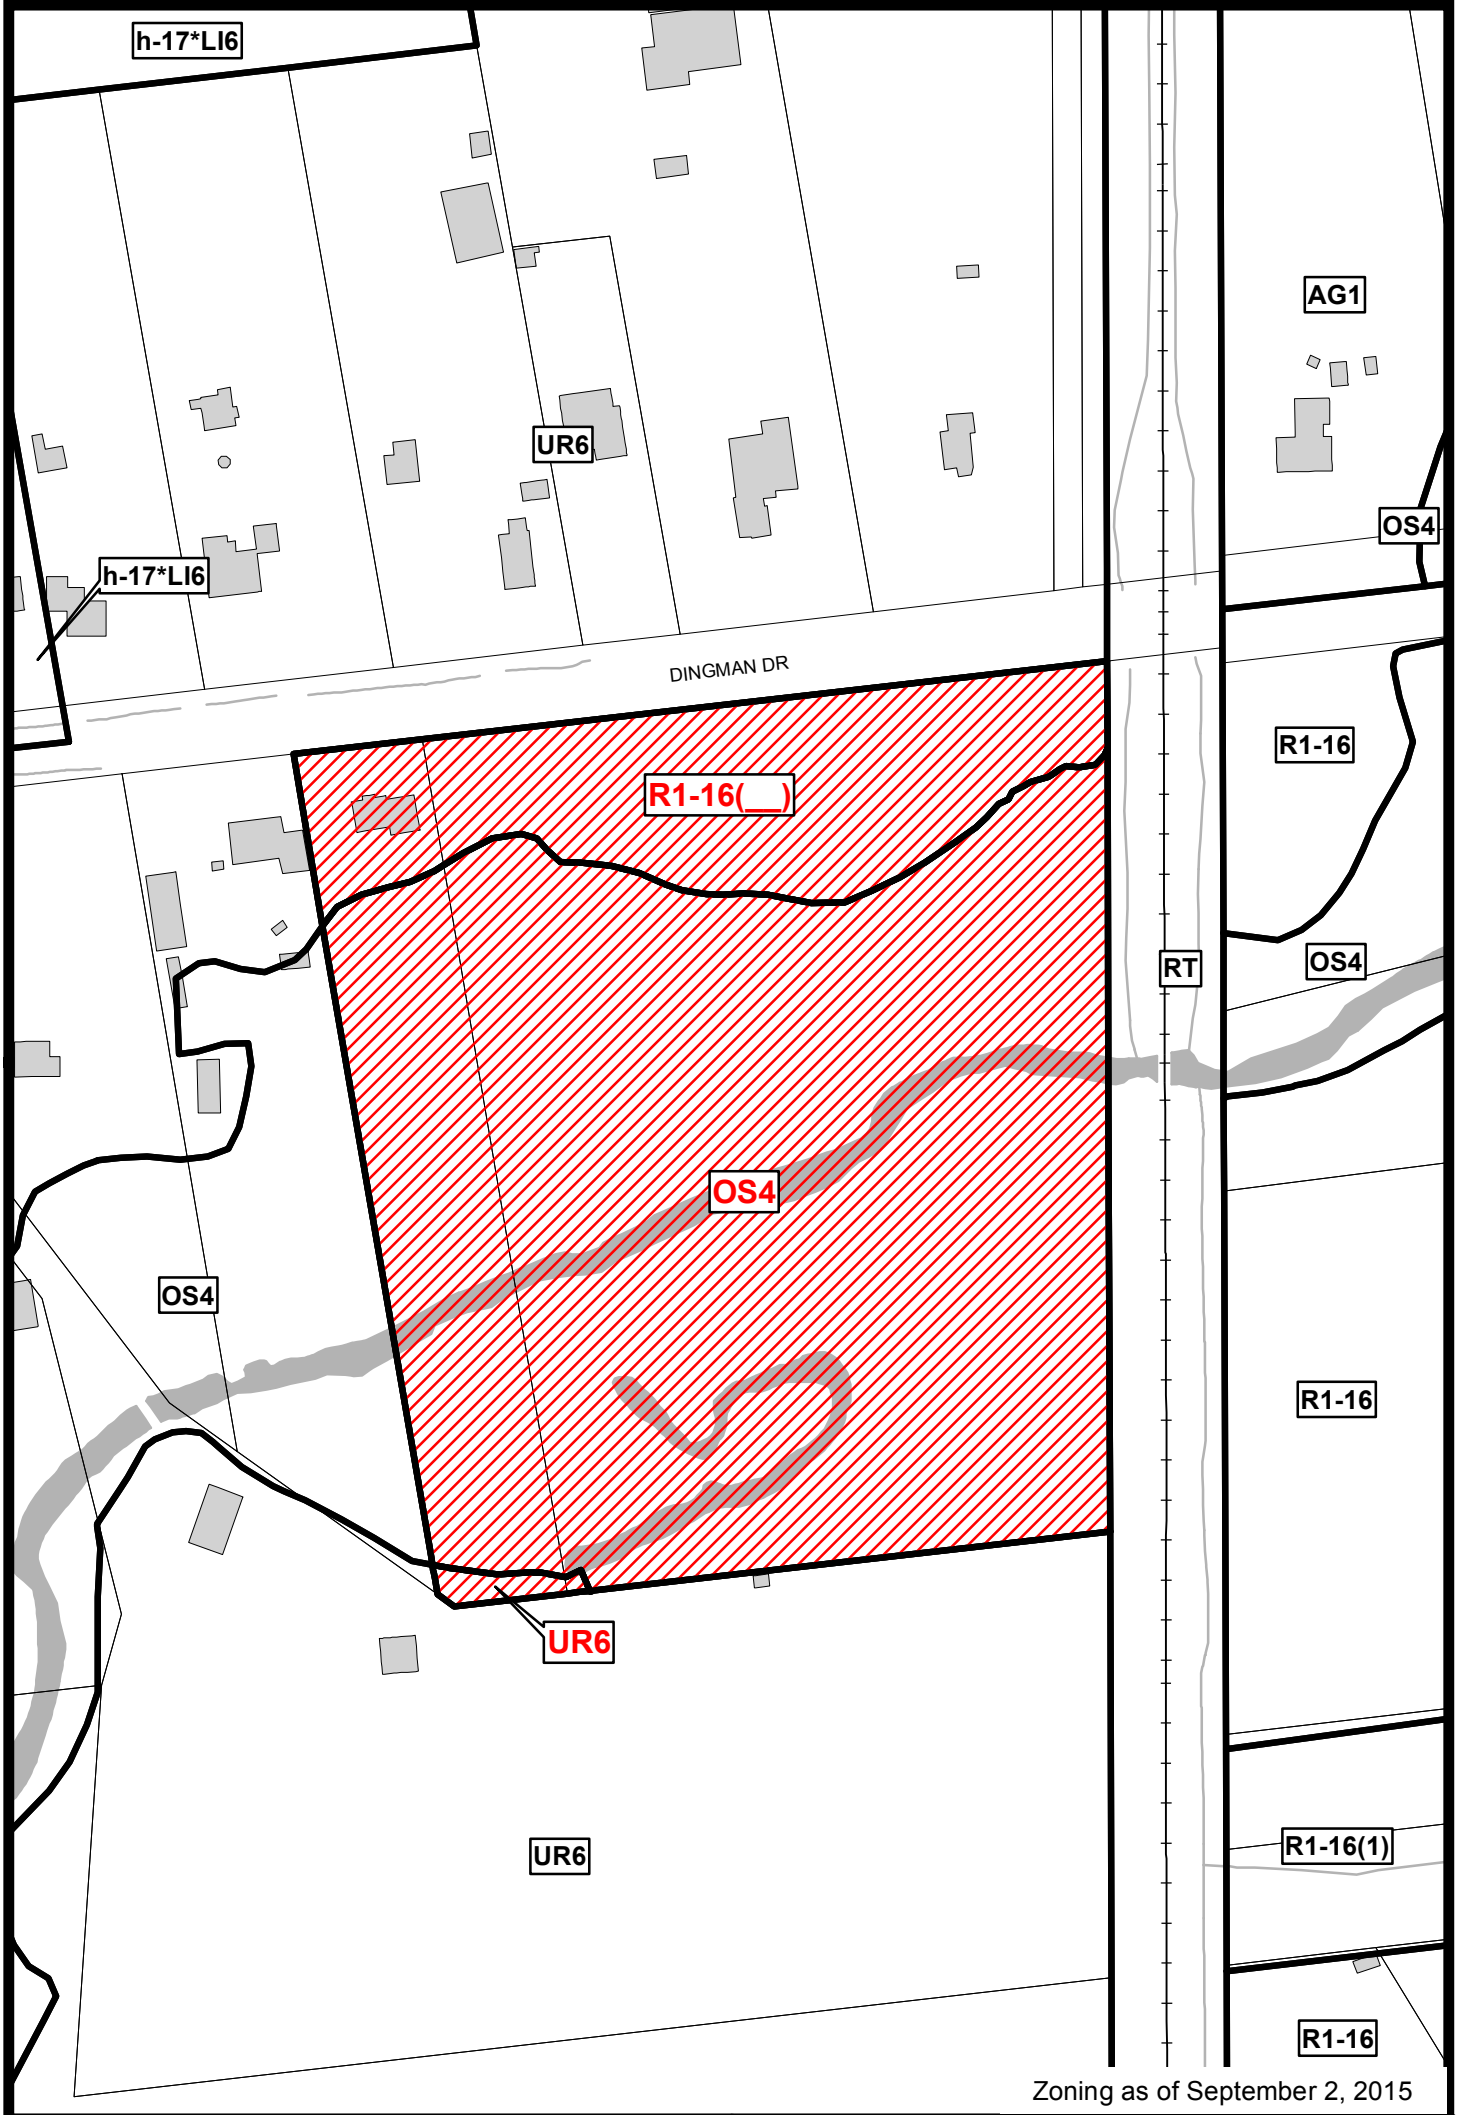 h-17*LI6
AG1
UR6
OS4
h-17*LI6
DINGMAN DR
R1-16
R1-16(__)
OS4
RT
OS4
OS4
R1-16
UR6
R1-16(1)
UR6
R1-16
Zoning as of September 2, 2015